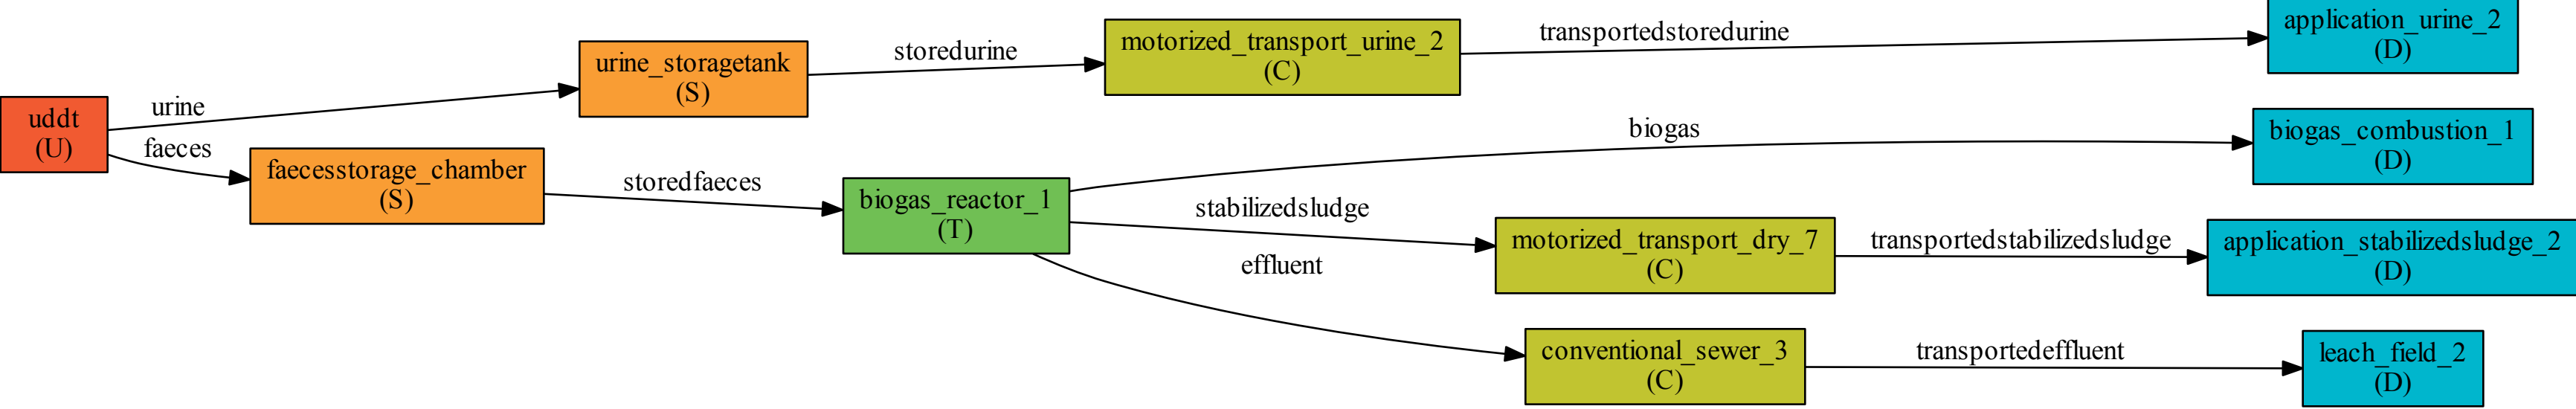 application_urine_2
(D)
transportedstoredurine
motorized_transport_urine_2
(C)
storedurine
urine_storagetank
(S)
urine
uddt
(U)
faeces
faecesstorage_chamber
(S)
storedfaeces
biogas_reactor_1
(T)
biogas
biogas_combustion_1
(D)
stabilizedsludge
motorized_transport_dry_7
(C)
transportedstabilizedsludge
application_stabilizedsludge_2
(D)
effluent
conventional_sewer_3
(C)
transportedeffluent
leach_field_2
(D)